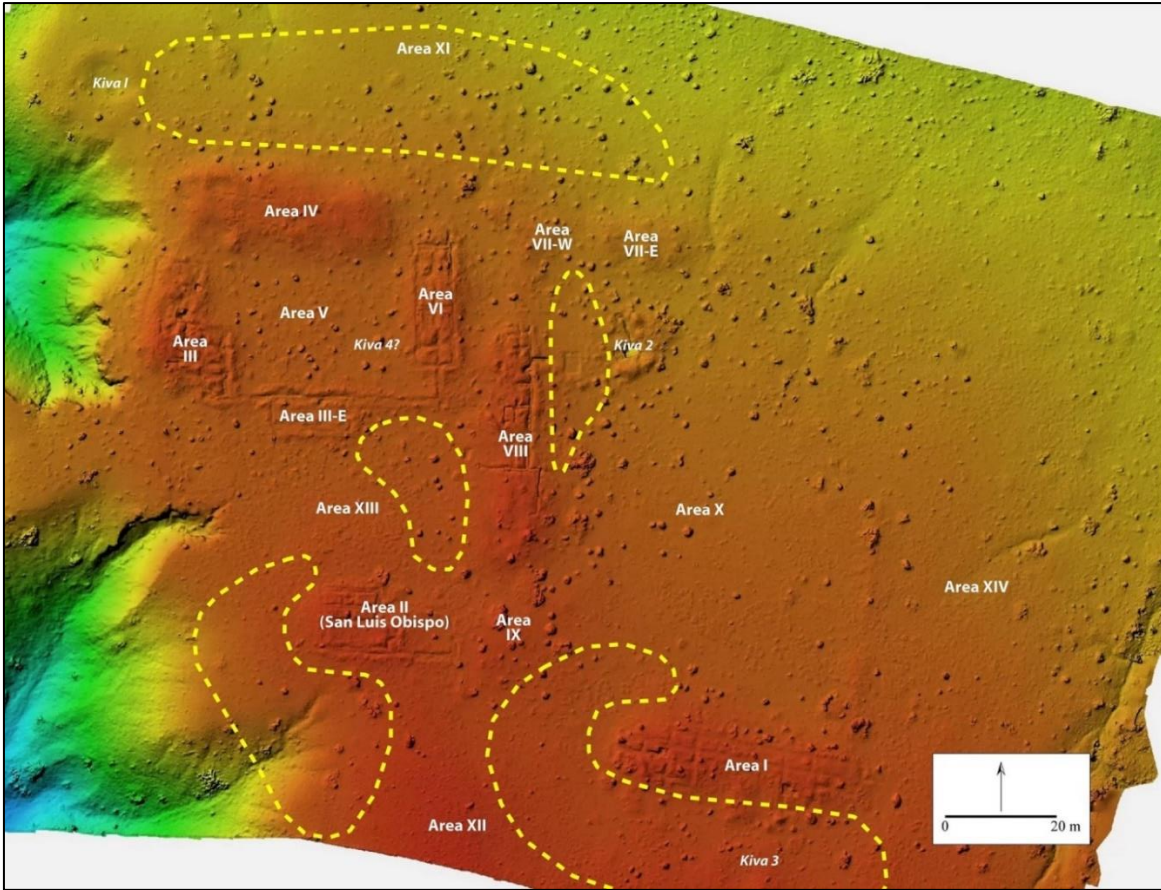 Area XI
Kiva I
Area IV
Area
VII-W
Area
VII-E
Area
VI
Area V
Area
III
Kiva 4?
Kiva 2
Area III-E
Area
VIII
Area XIII
Area X
Area XIV
Area II
(San Luis Obispo)
Area
IX
Area I
Area XII
Kiva 3
0
20 m